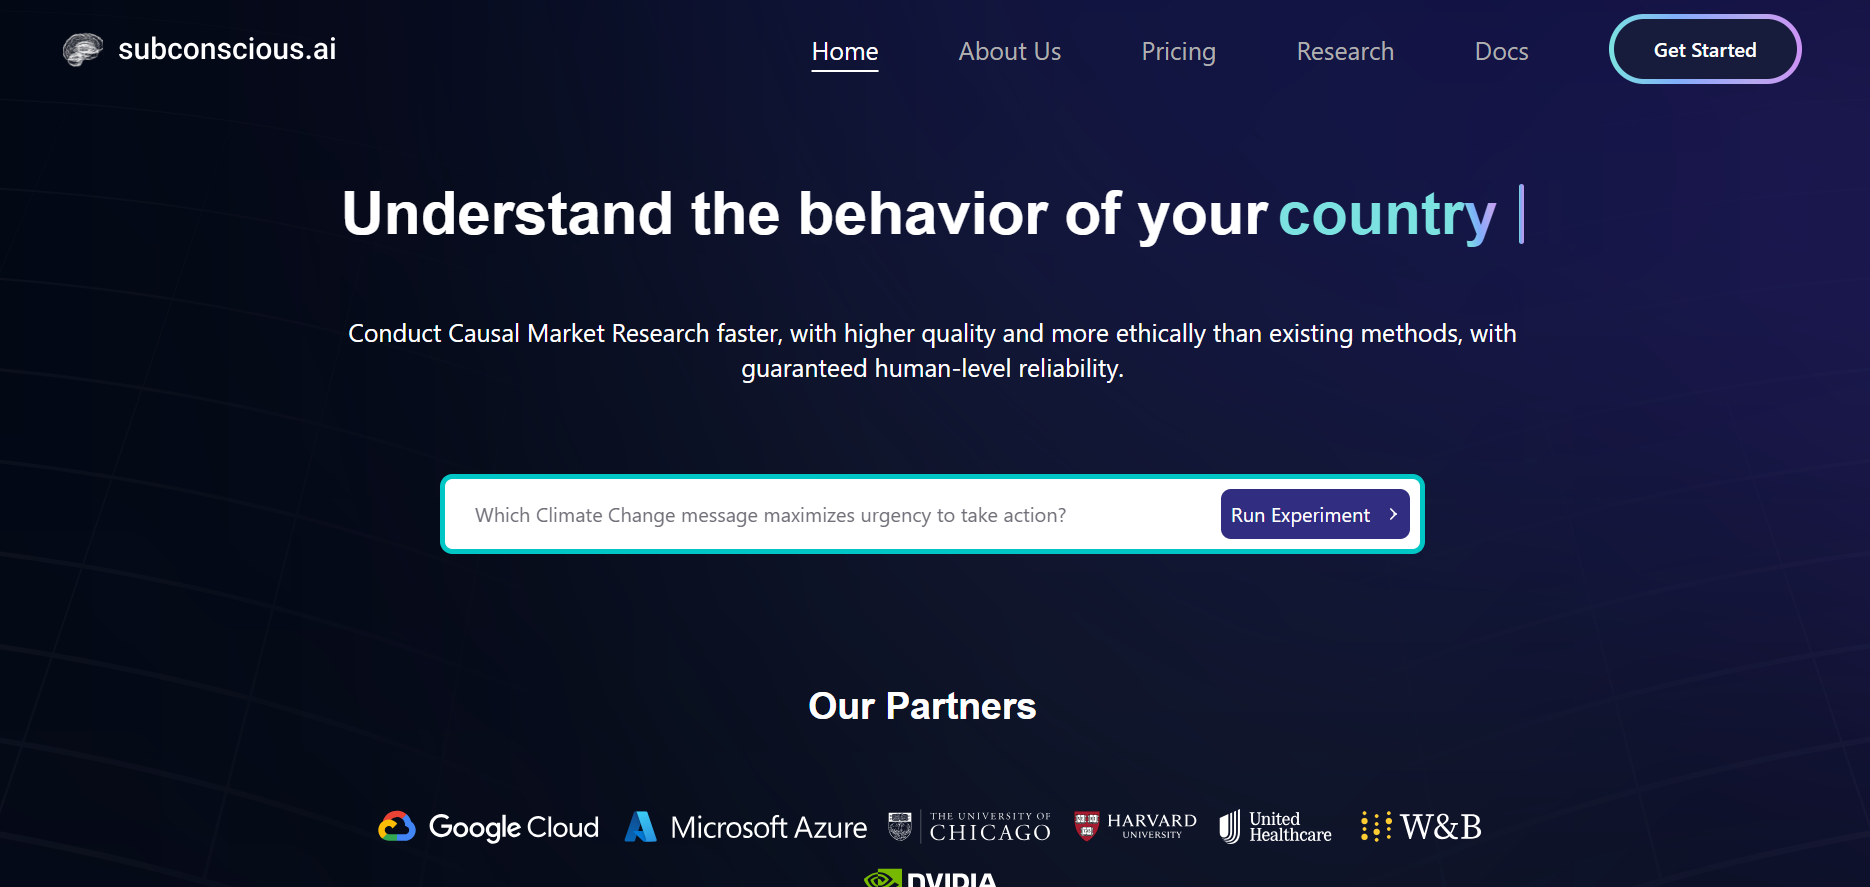 subconscious.ai
Home
About Us
Pricing
Research
Docs
Get Started
Understand the behavior of your country
Conduct Causal Market Research faster, with higher quality and more ethically than existing methods, with
guaranteed human-level reliability.
Which Climate Change message maximizes urgency to take action?
Run Experiment
Our Partners
Google Cloud
Microsoft Azure
THE UNIVERSITY OF
CHICAGO
HARVARD
UNIVERSITY
United
Healthcare
W&B
NVIDIA